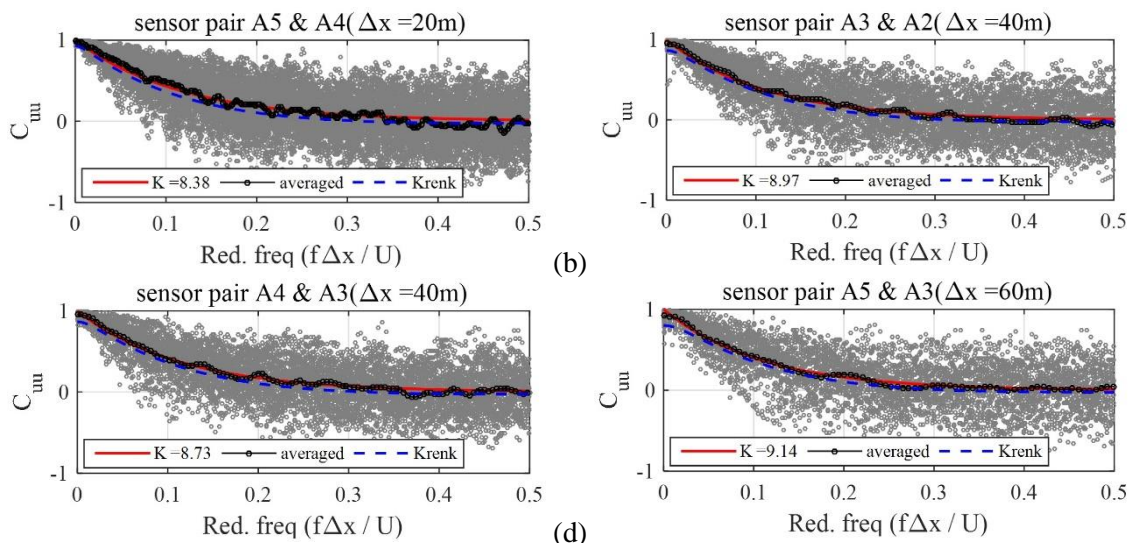 sensor pair A5 & A4( Δx =20m)
1
0
-1
C_uu
K =8.38 averaged Krenk
0 0.1 0.2 0.3 0.4 0.5
Red. freq (f Δx / U)
(b)
sensor pair A3 & A2( Δx =40m)
1
0
-1
C_uu
K =8.97 averaged Krenk
0 0.1 0.2 0.3 0.4 0.5
Red. freq (f Δx / U)
sensor pair A4 & A3( Δx =40m)
1
0
-1
C_uu
K =8.73 averaged Krenk
0 0.1 0.2 0.3 0.4 0.5
Red. freq (f Δx / U)
(d)
sensor pair A5 & A3( Δx =60m)
1
0
-1
C_uu
K =9.14 averaged Krenk
0 0.1 0.2 0.3 0.4 0.5
Red. freq (f Δx / U)